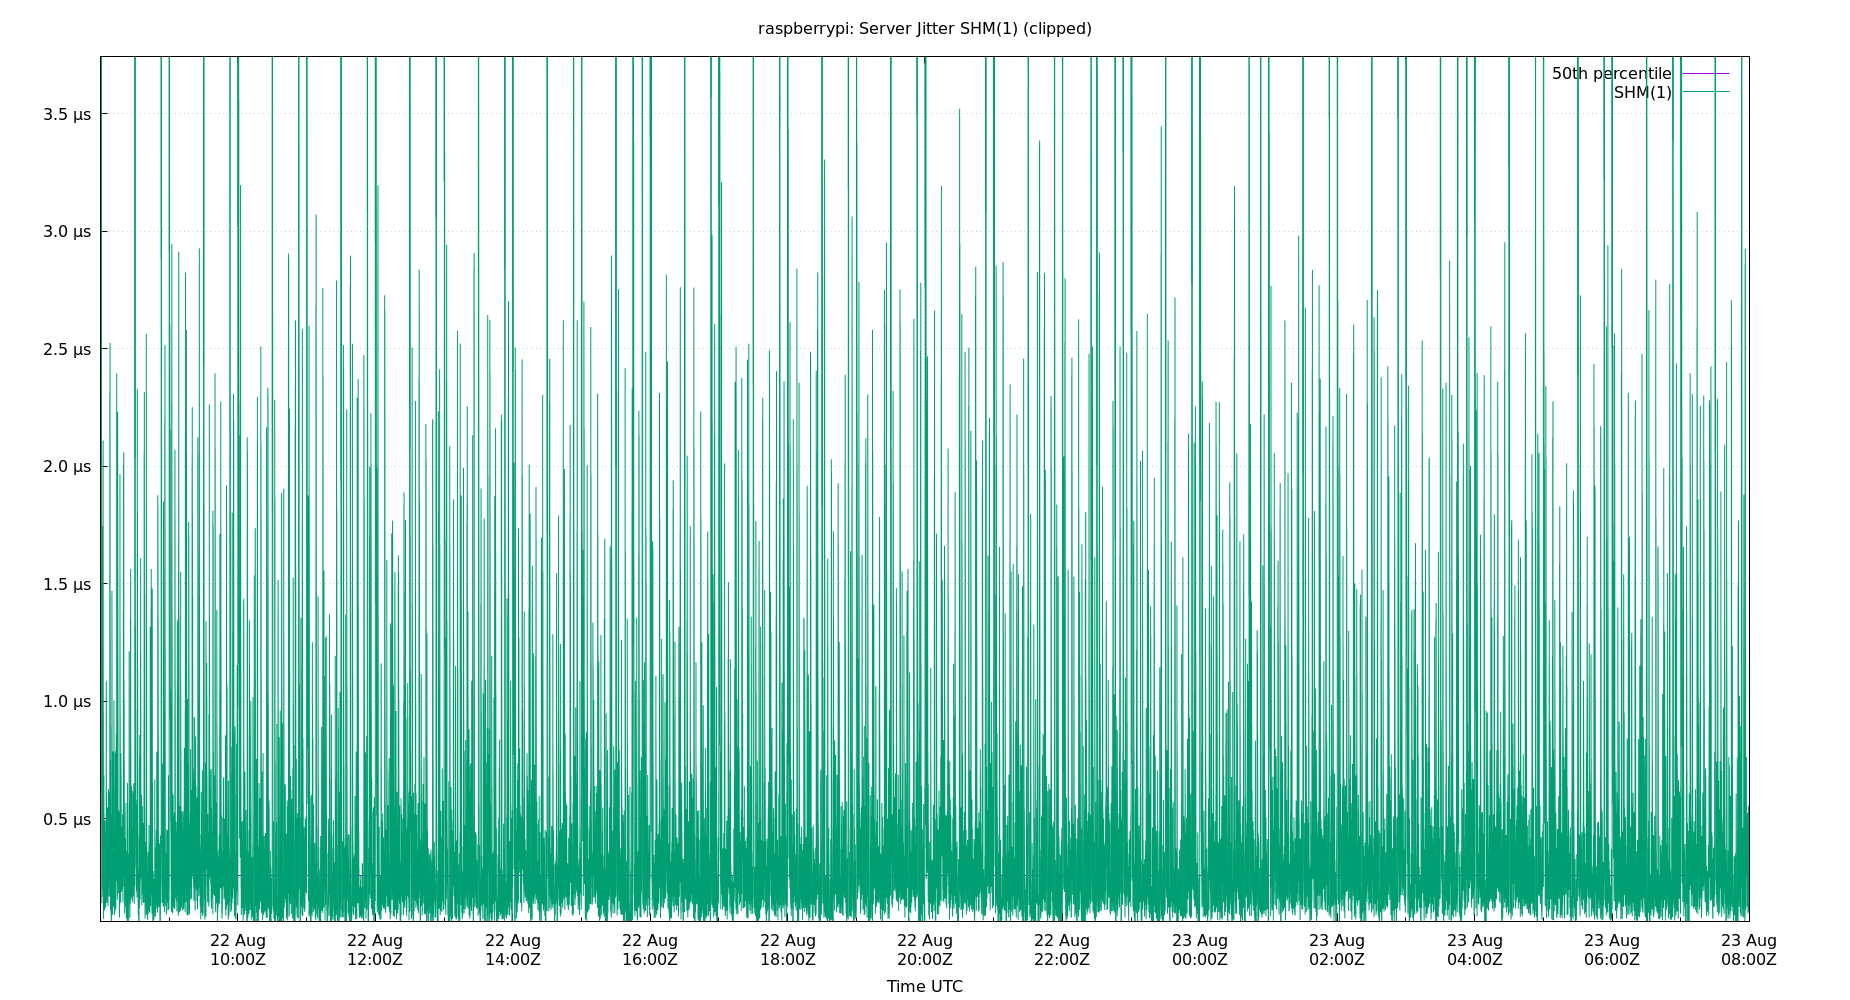 raspberrypi: Server Jitter SHM(1) (clipped)
50th percentile
SHM(1)
3.5 µs
3.0 µs
2.5 µs
2.0 µs
1.5 µs
1.0 µs
0.5 µs
22 Aug 22 Aug 22 Aug 22 Aug 22 Aug 22 Aug 22 Aug 23 Aug 23 Aug 23 Aug 23 Aug 23 Aug
10:00Z 12:00Z 14:00Z 16:00Z 18:00Z 20:00Z 22:00Z 00:00Z 02:00Z 04:00Z 06:00Z 08:00Z
Time UTC